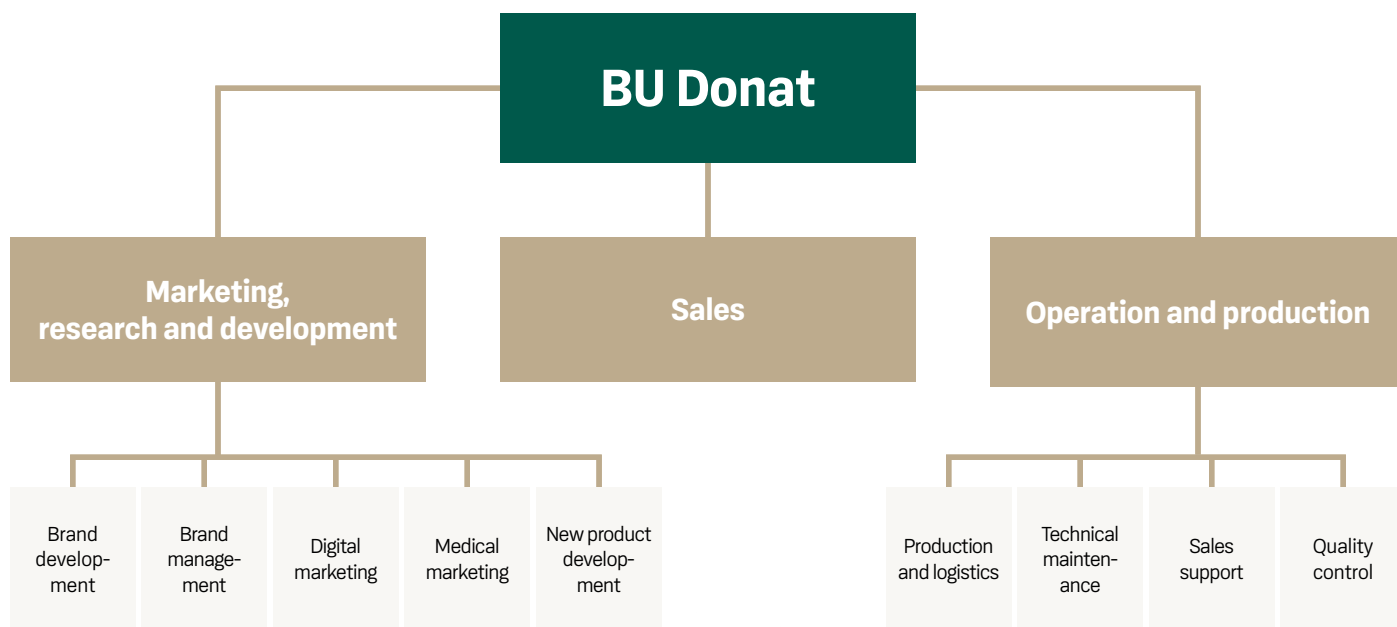 BU Donat
Marketing,
research and development
Sales
Operation and production
Brand
develop-
ment
Brand
manage-
ment
Digital
marketing
Medical
marketing
New product
develop-
ment
Production
and logistics
Technical
mainten-
ance
Sales
support
Quality
control